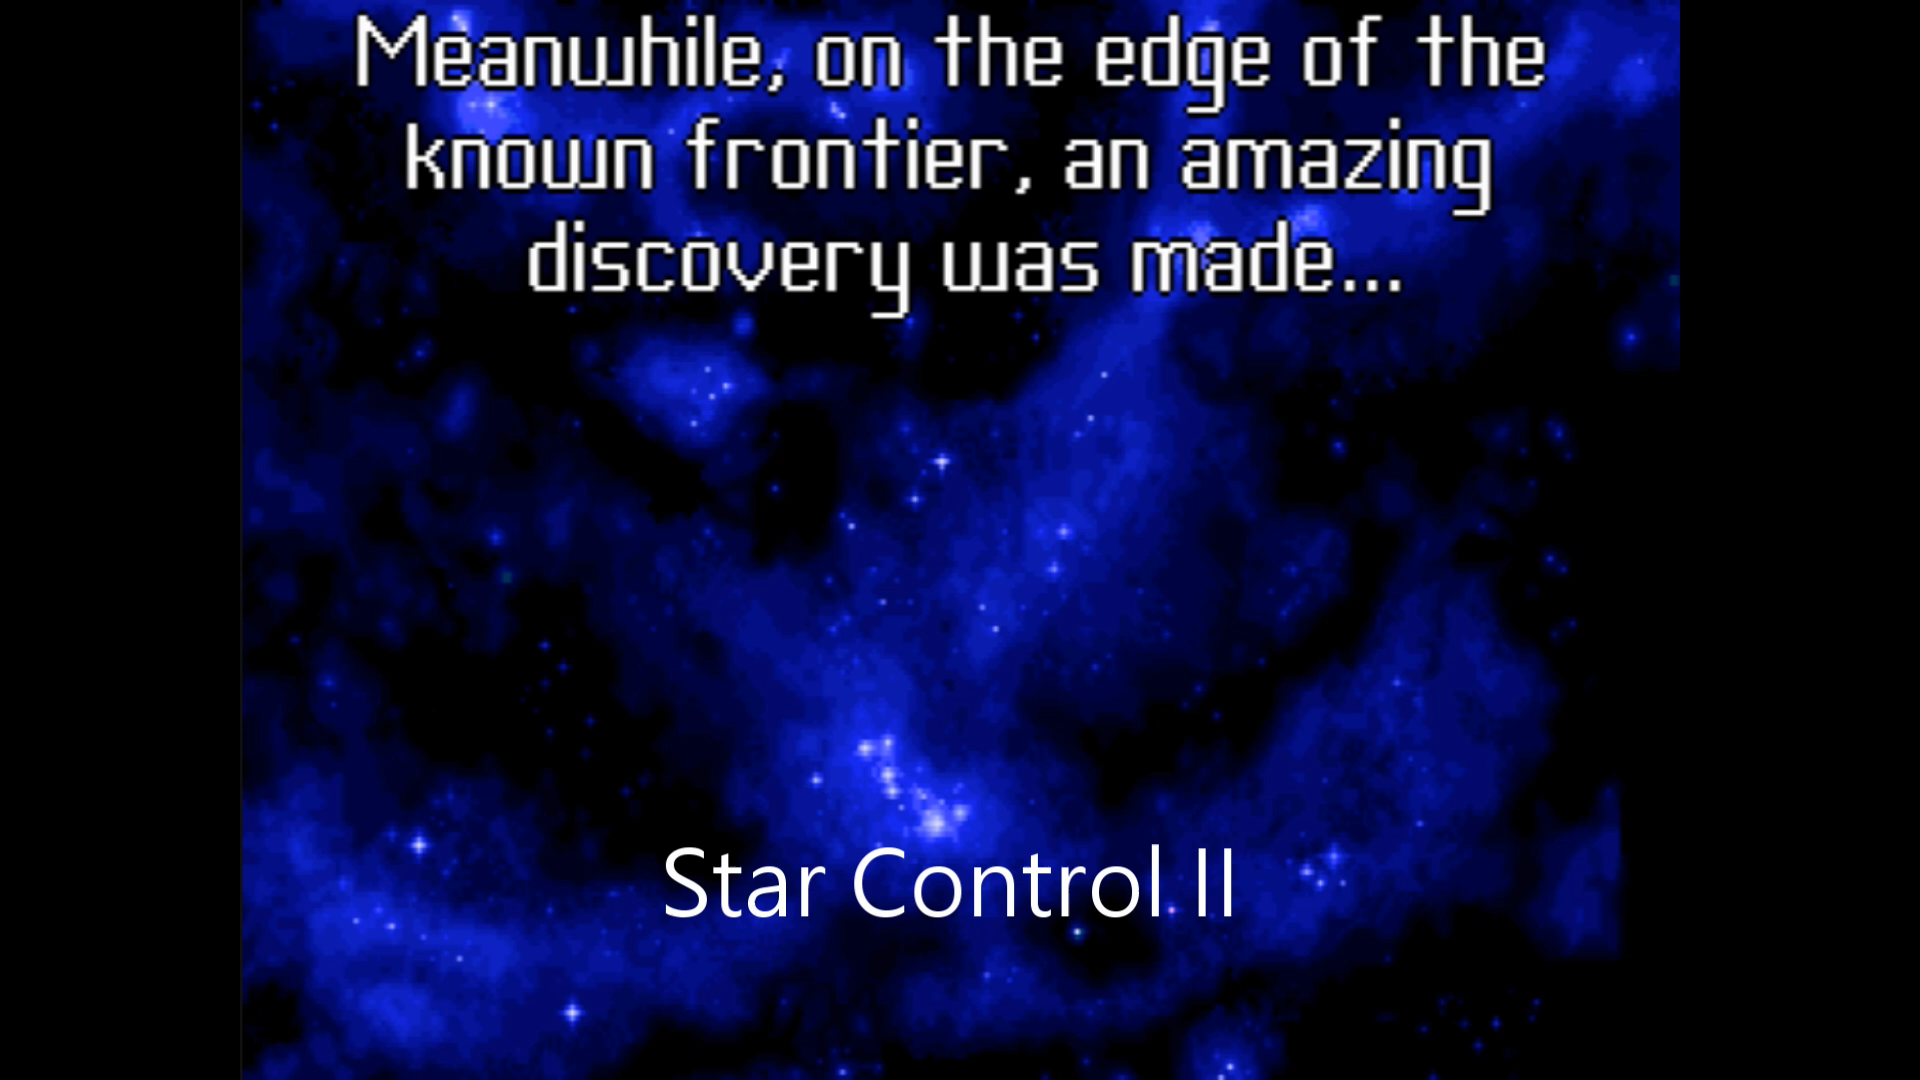 Meanwhile, on the edge of the
known frontier, an amazing
discovery was made...
Star Control II